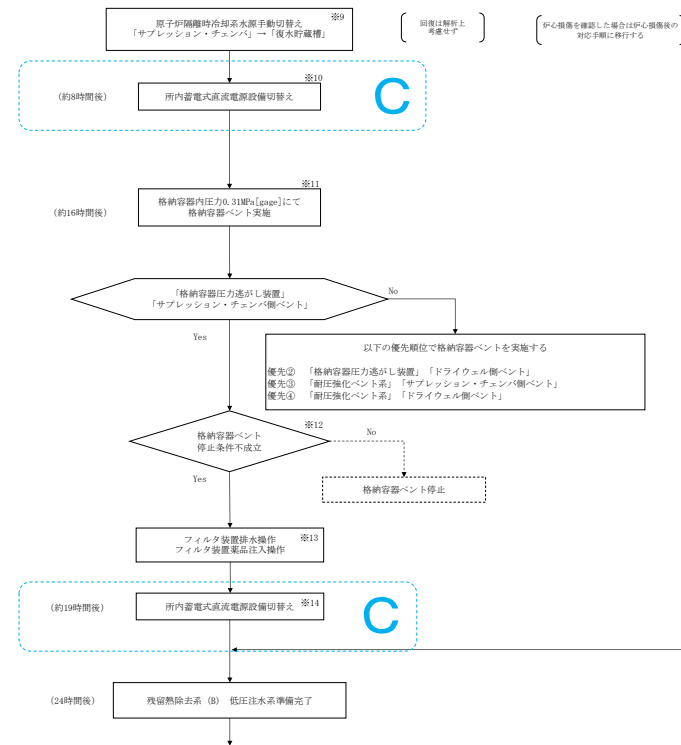 ※9
原子炉隔離時冷却系水源手動切替え
「サプレッション・チェンバ」→「復水貯蔵槽」
回復は解析上
考慮せず
炉心損傷を確認した場合は炉心損傷後の
対応手順に移行する
(約8時間後)
※10
所内蓄電式直流電源設備切替え
C
(約16時間後)
※11
格納容器内圧力0.31MPa[gage]にて
格納容器ベント実施
「格納容器圧力逃がし装置」
「サプレッション・チェンバ側ベント」
No
Yes
以下の優先順位で格納容器ベントを実施する
優先② 「格納容器圧力逃がし装置」「ドライウェル側ベント」
優先③ 「耐圧強化ベント系」「サプレッション・チェンバ側ベント」
優先④ 「耐圧強化ベント系」「ドライウェル側ベント」
※12
格納容器ベント
停止条件不成立
No
Yes
格納容器ベント停止
※13
フィルタ装置排水操作
フィルタ装置薬品注入操作
(約19時間後)
※14
所内蓄電式直流電源設備切替え
C
(24時間後)
残留熱除去系 (B) 低圧注水系準備完了